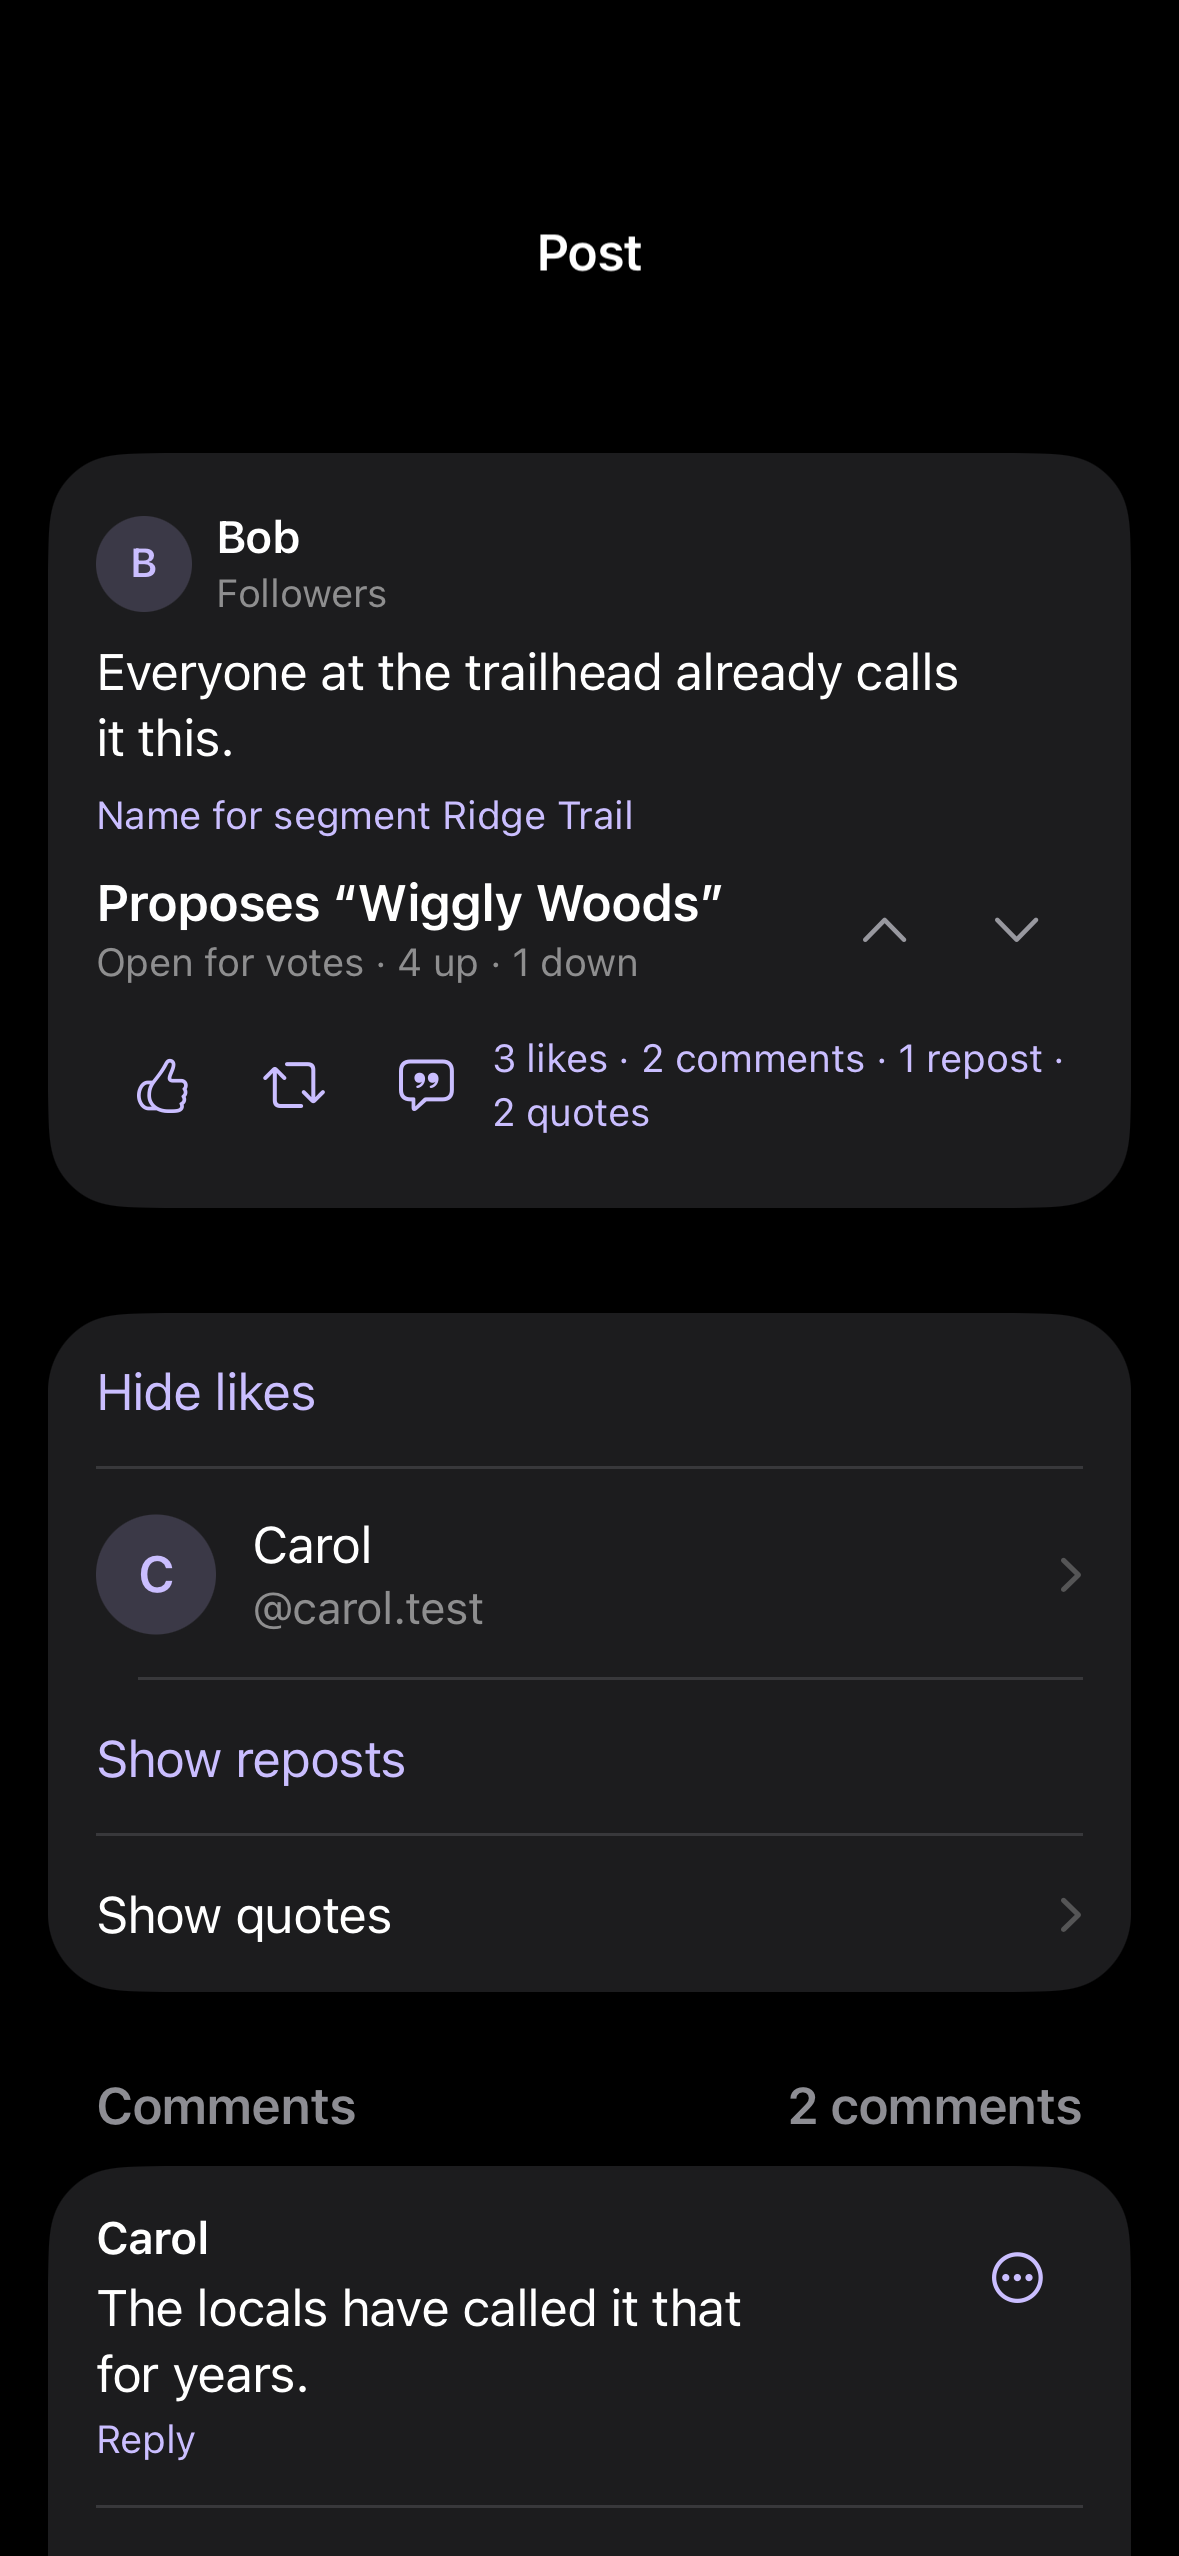 Post
B
Bob
Followers
Everyone at the trailhead already calls
it this.
Name for segment Ridge Trail
Proposes “Wiggly Woods”
Open for votes · 4 up · 1 down
3 likes · 2 comments · 1 repost ·
2 quotes
Hide likes
C
Carol
@carol.test
Show reposts
Show quotes
Comments
2 comments
Carol
The locals have called it that
for years.
Reply